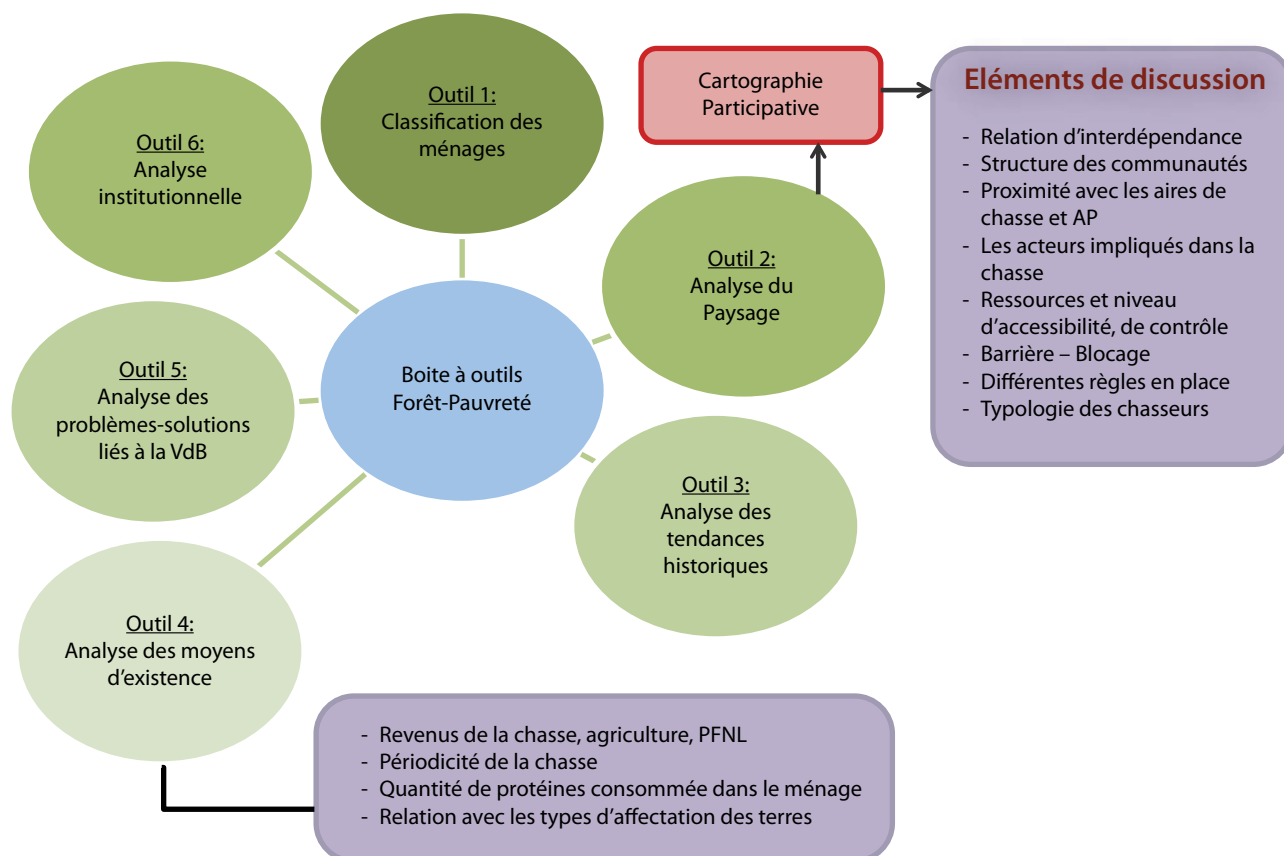 Outil 1:
Classification des
ménages
Outil 6:
Analyse
institutionnelle
Cartographie
Participative
Eléments de discussion
- Relation d’interdépendance
- Structure des communautés
- Proximité avec les aires de
chasse et AP
- Les acteurs impliqués dans la
chasse
- Ressources et niveau
d’accessibilité, de contrôle
- Barrière – Blocage
- Différentes règles en place
- Typologie des chasseurs
Outil 2:
Analyse du
Paysage
Boite à outils
Forêt-Pauvreté
Outil 5:
Analyse des
problèmes-solutions
liés à la VdB
Outil 3:
Analyse des
tendances
historiques
Outil 4:
Analyse des moyens
d’existence
- Revenus de la chasse, agriculture, PFNL
- Périodicité de la chasse
- Quantité de protéines consommée dans le ménage
- Relation avec les types d’affectation des terres